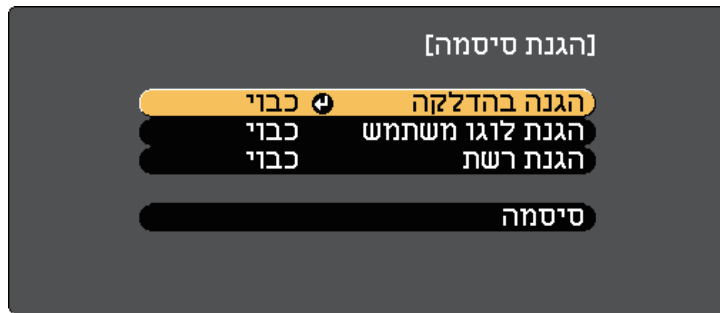 [הגנת סיסמה]
הגנה בהדלקה כבוי
הגנת לוגו משתמש כבוי
הגנת רשת כבוי
סיסמה